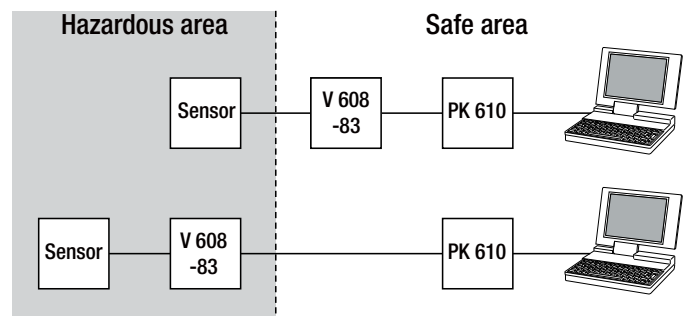 Hazardous area
Safe area
Sensor
V 608
-83
PK 610
Sensor
V 608
-83
PK 610